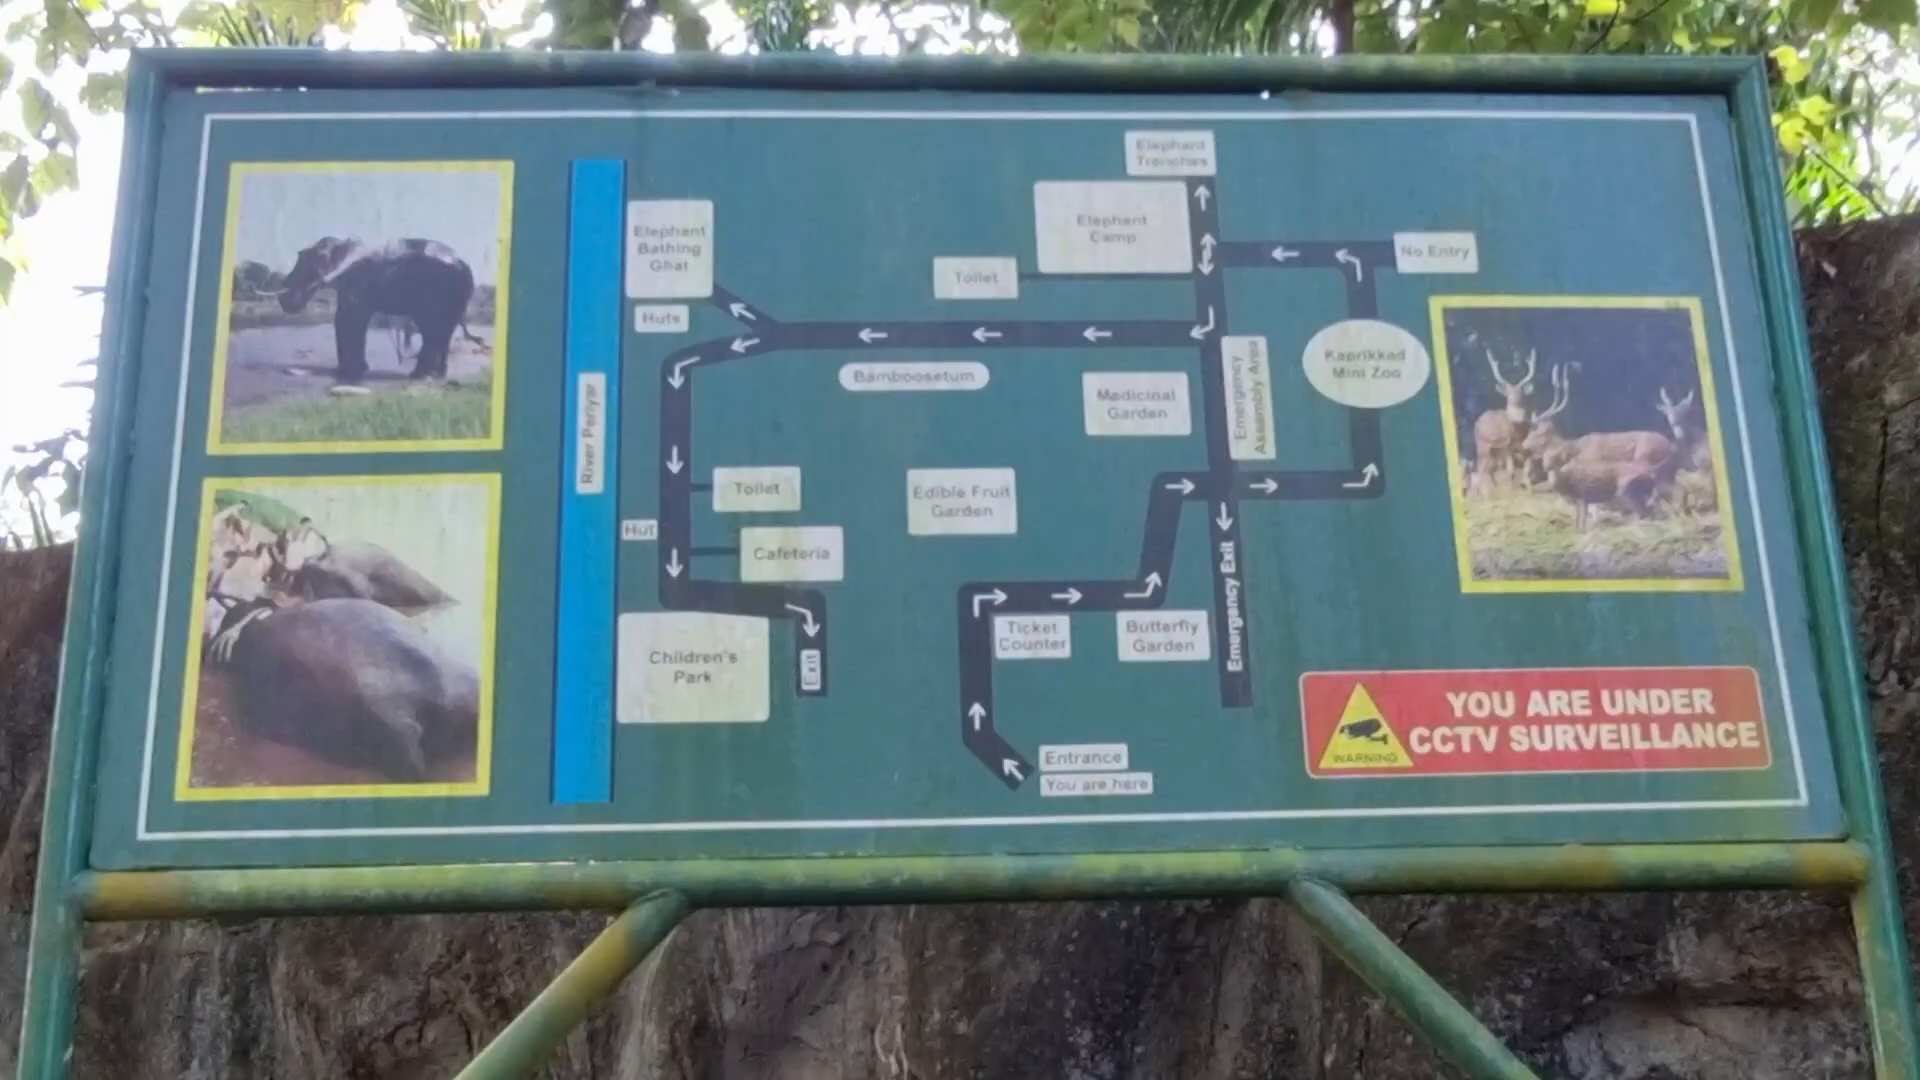 Elephant
Trenches
Elephant
Camp
Elephant
Bathing
Ghat
No Entry
Toilet
Huts
Kaprikkad
Mini Zoo
Bamboosetum
Medicinal
Garden
Emergency
Assembly Area
River Periyar
Toilet
Edible Fruit
Garden
Hut
Cafeteria
Emergency Exit
Ticket
Counter
Butterfly
Garden
Children's
Park
Exit
Entrance
You are here
WARNING
YOU ARE UNDER
CCTV SURVEILLANCE